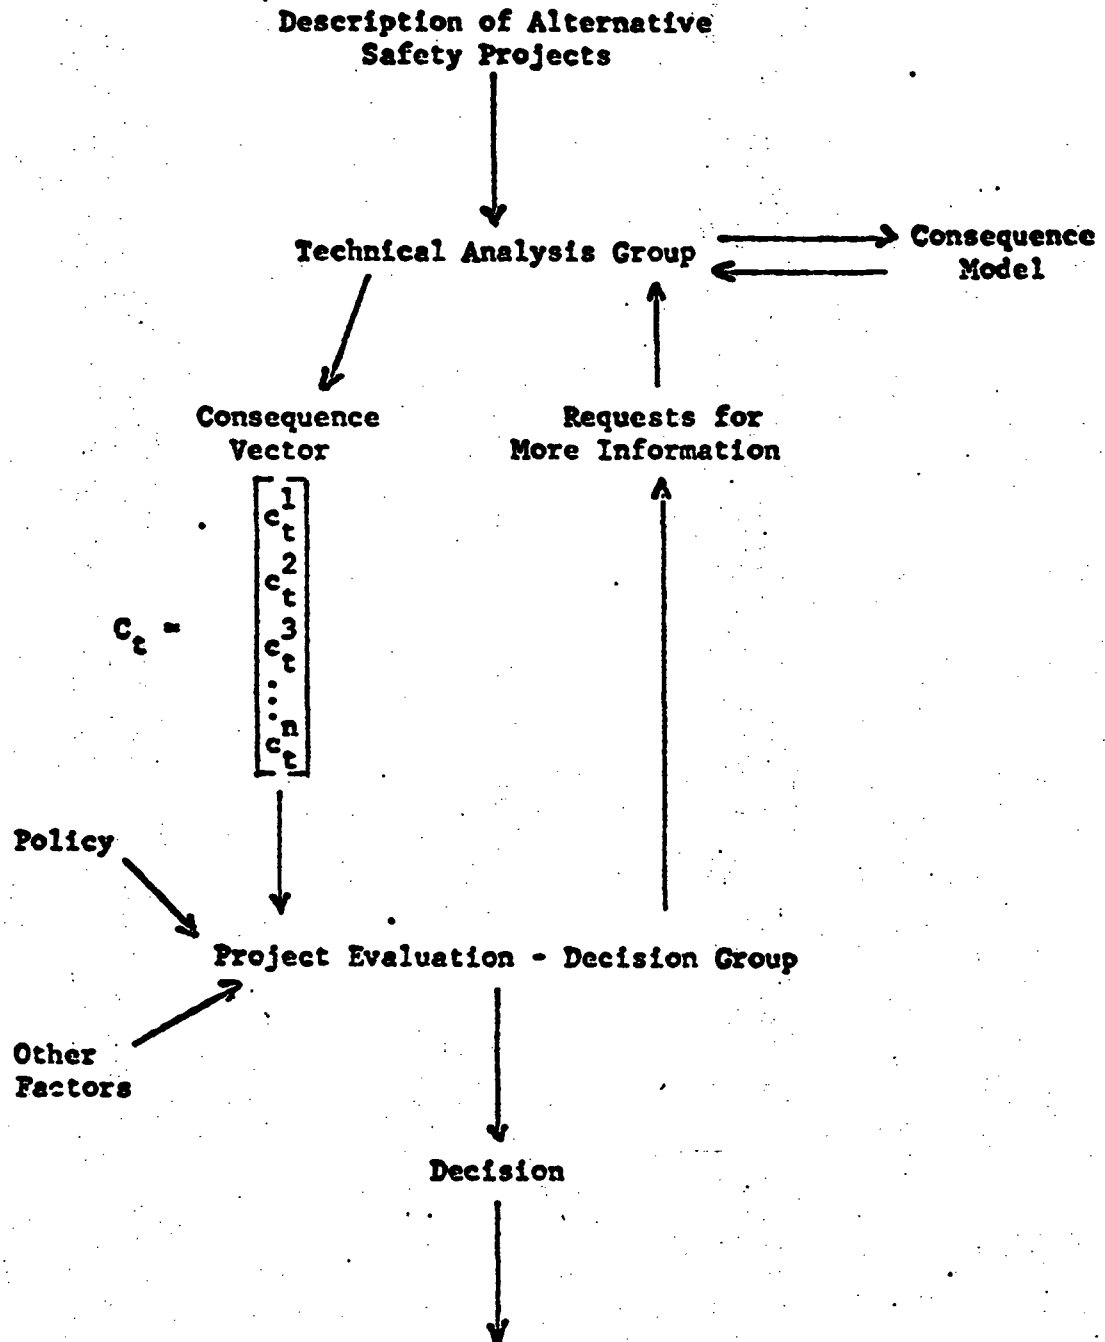 Description of Alternative
Safety Projects
Technical Analysis Group
Consequence
Model
Consequence
Vector
Requests for
More Information
C_t =
c_t^1
c_t^2
c_t^3
⋮
c_t^n
Policy
Project Evaluation - Decision Group
Other
Factors
Decision